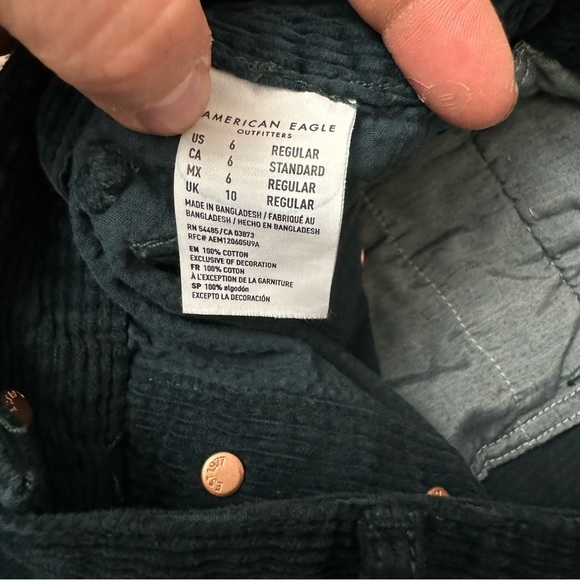 AMERICAN EAGLE
OUTFITTERS
US 6 REGULAR
CA 6 STANDARD
MX 6 REGULAR
UK 10 REGULAR
MADE IN BANGLADESH / FABRIQUÉ AU
BANGLADESH / HECHO EN BANGLADESH
RN 54485 / CA 03873
RFC# AEM120605U9A
EN 100% COTTON
EXCLUSIVE OF DECORATION
FR 100% COTON
À L'EXCEPTION DE LA GARNITURE
SP 100% algodón
EXCEPTO LA DECORACIÓN
1977